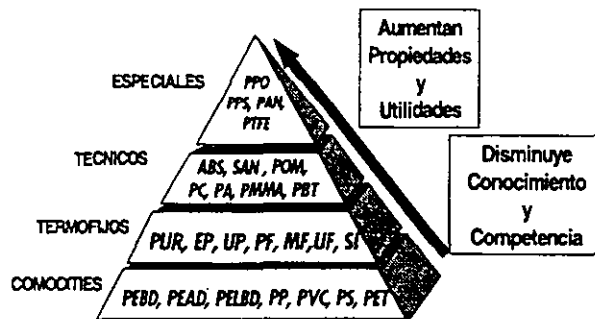 ESPECIALES
PPO
PPS, PAN,
PTFE
TECNICOS
ABS, SAN, POM,
PC, PA, PMMA, PBT
TERMOFIJOS
PUR, EP, UP, PF, MF, UF, SI
COMOCITIES
PEBD, PEAD, PELBD, PP, PVC, PS, PET
Aumentan
Propiedades
y
Utilidades
Disminuye
Conocimiento
y
Competencia